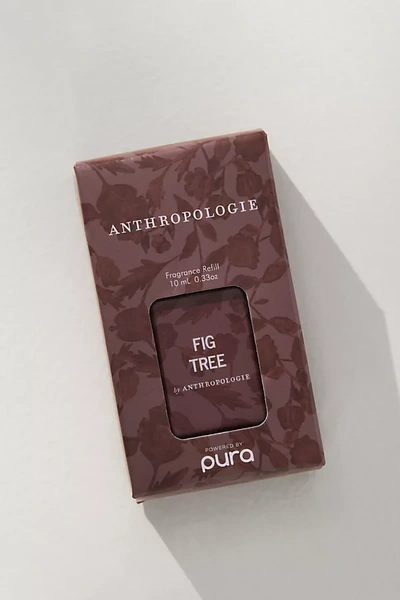 ANTHROPOLOGIE
Fragrance Refill
10 mL 0.33oz
FIG
TREE
by ANTHROPOLOGIE
POWERED BY
pura